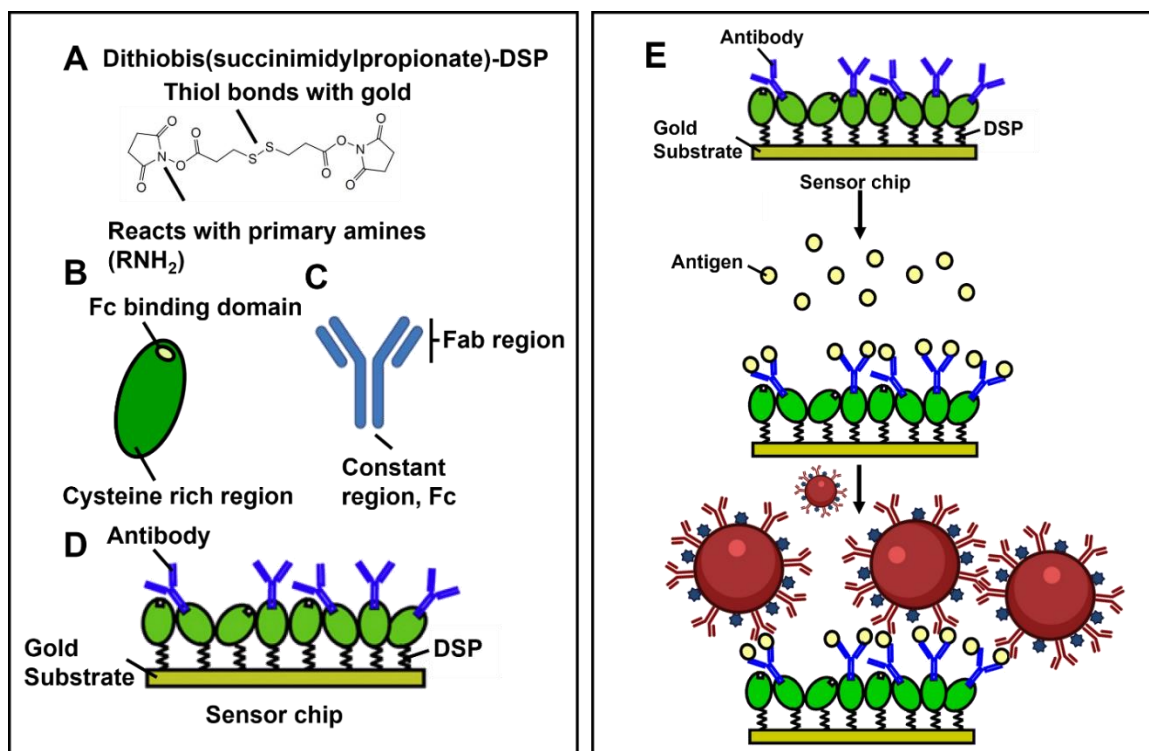 A Dithiobis(succinimidylpropionate)-DSP
Thiol bonds with gold
O
O
N
O
O
S
S
O
O
N
O
O
Reacts with primary amines
(RNH₂)
B
Fc binding domain
Cysteine rich region
C
Fab region
Constant
region, Fc
D
Antibody
Gold
Substrate
DSP
Sensor chip
E
Antibody
Gold
Substrate
DSP
Sensor chip
Antigen